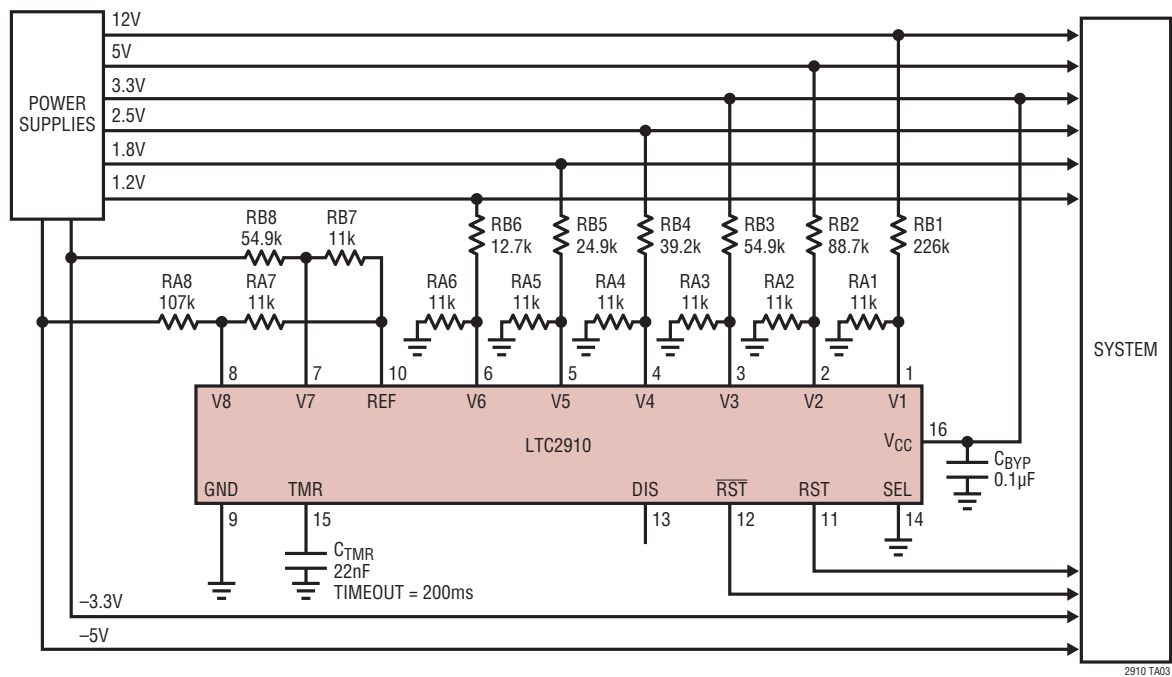 12V
5V
3.3V
2.5V
1.8V
1.2V
POWER
SUPPLIES
SYSTEM
RB8
54.9k
RB7
11k
RB6
12.7k
RB5
24.9k
RB4
39.2k
RB3
54.9k
RB2
88.7k
RB1
226k
RA8
107k
RA7
11k
RA6
11k
RA5
11k
RA4
11k
RA3
11k
RA2
11k
RA1
11k
8
7
10
6
5
4
3
2
1
V8
V7
REF
V6
V5
V4
V3
V2
V1
LTC2910
VCC
16
CBYP
0.1µF
GND
TMR
DIS
RST
RST
SEL
9
15
13
12
11
14
CTMR
22nF
TIMEOUT = 200ms
–3.3V
–5V
2910 TA03